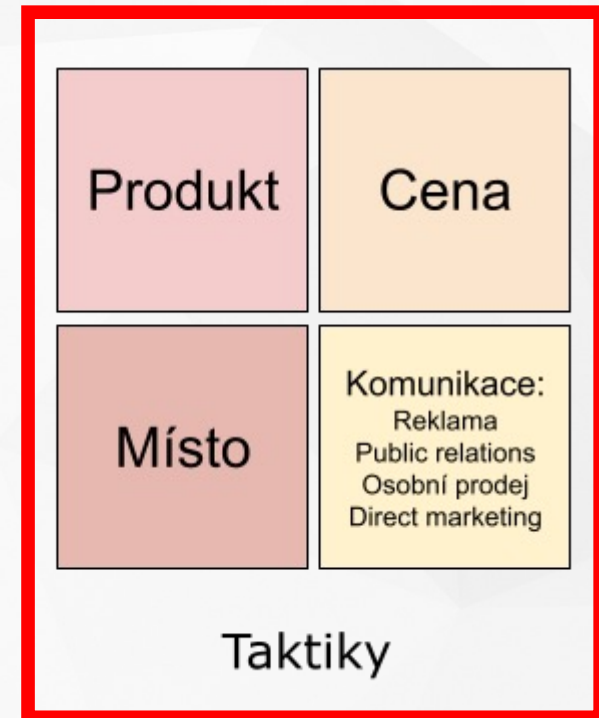 Produkt
Cena
Místo
Komunikace:
Reklama
Public relations
Osobní prodej
Direct marketing
Taktiky